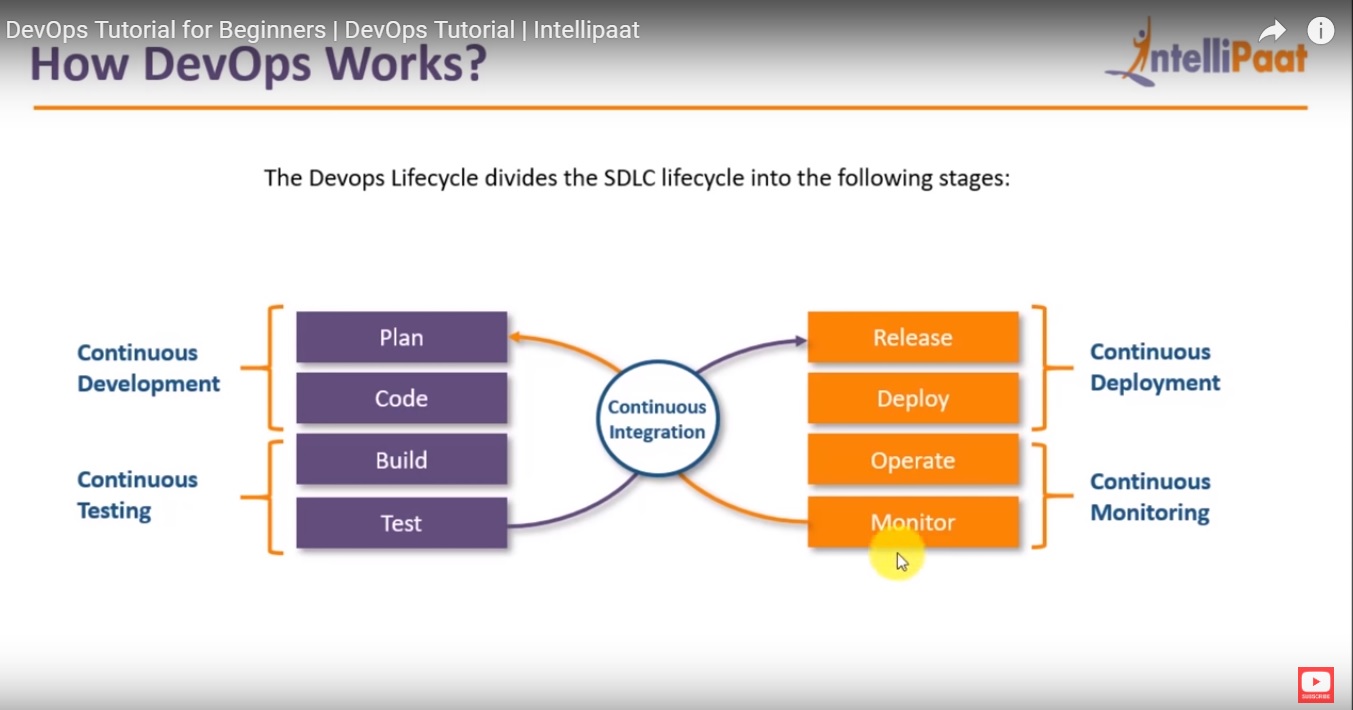 DevOps Tutorial for Beginners | DevOps Tutorial | Intellipaat
How DevOps Works?
IntelliPaat
The Devops Lifecycle divides the SDLC lifecycle into the following stages:
Continuous
Development
Continuous
Testing
Plan
Code
Build
Test
Continuous
Integration
Release
Deploy
Operate
Monitor
Continuous
Deployment
Continuous
Monitoring
SUBSCRIBE